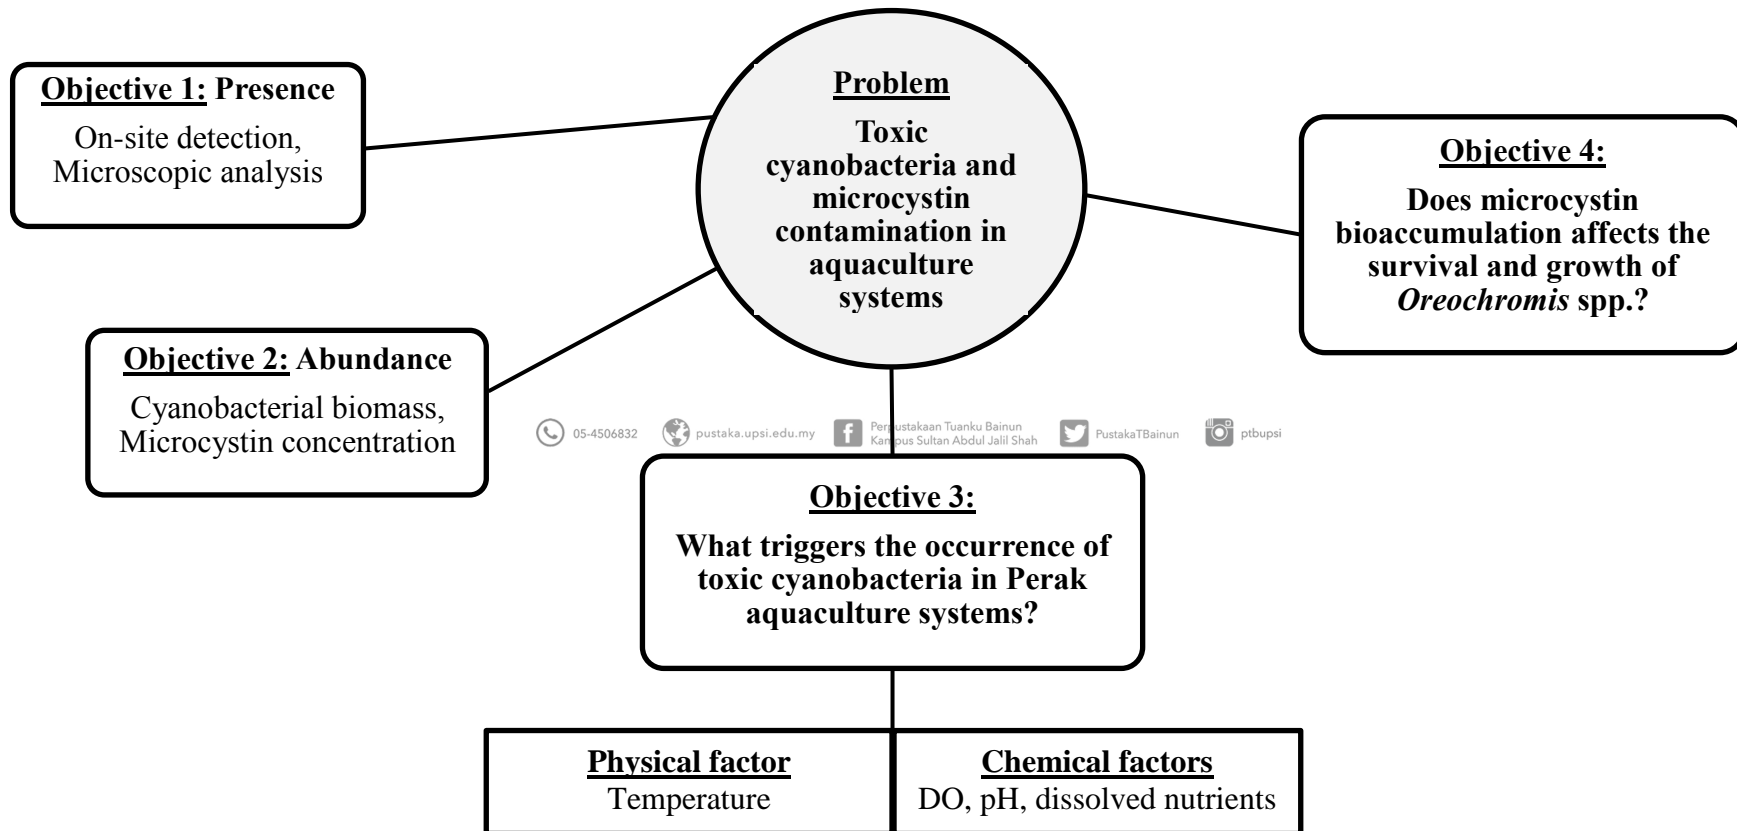 Objective 1: Presence
On-site detection,
Microscopic analysis
Problem
Toxic
cyanobacteria and
microcystin
contamination in
aquaculture
systems
Objective 4:
Does microcystin
bioaccumulation affects the
survival and growth of
Oreochromis spp.?
Objective 2: Abundance
Cyanobacterial biomass,
Microcystin concentration
05-4506832
pustaka.upsi.edu.my
Perpustakaan Tuanku Bainun
Kampus Sultan Abdul Jalil Shah
PustakaTBainun
ptbupsi
Objective 3:
What triggers the occurrence of
toxic cyanobacteria in Perak
aquaculture systems?
Physical factor
Temperature
Chemical factors
DO, pH, dissolved nutrients